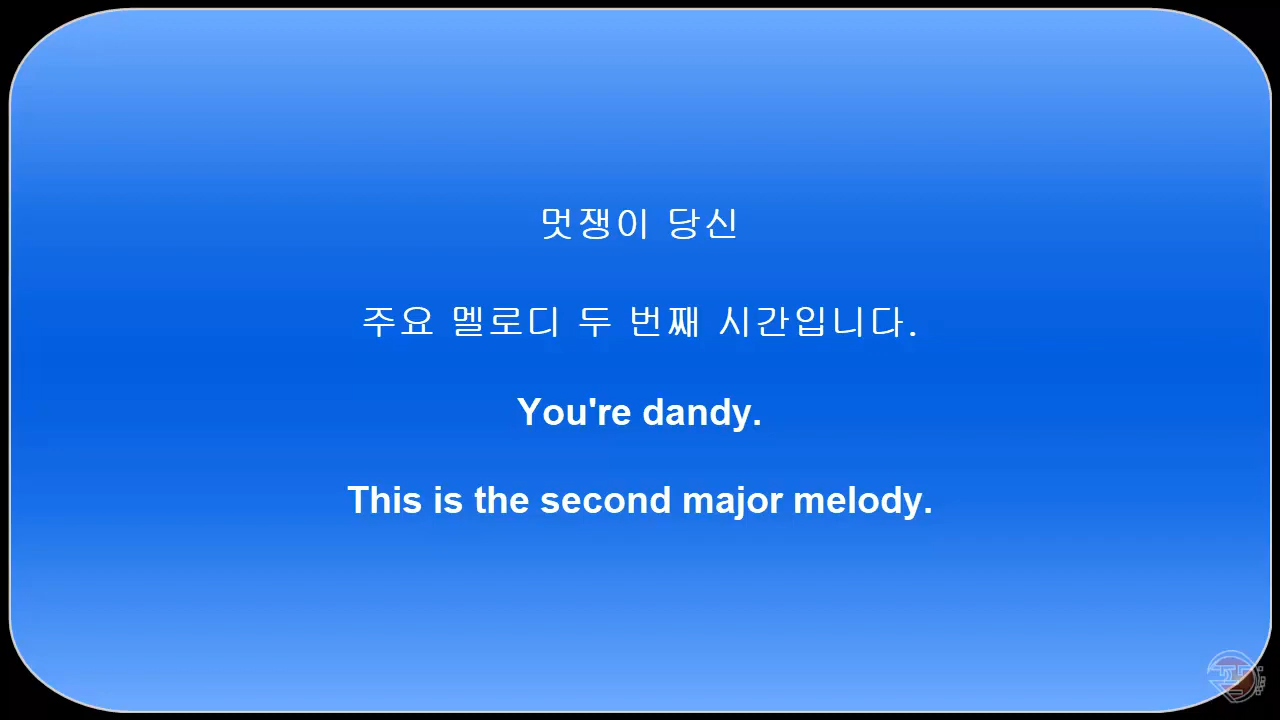 멋쟁이 당신
주요 멜로디 두 번째 시간입니다.
You're dandy.
This is the second major melody.